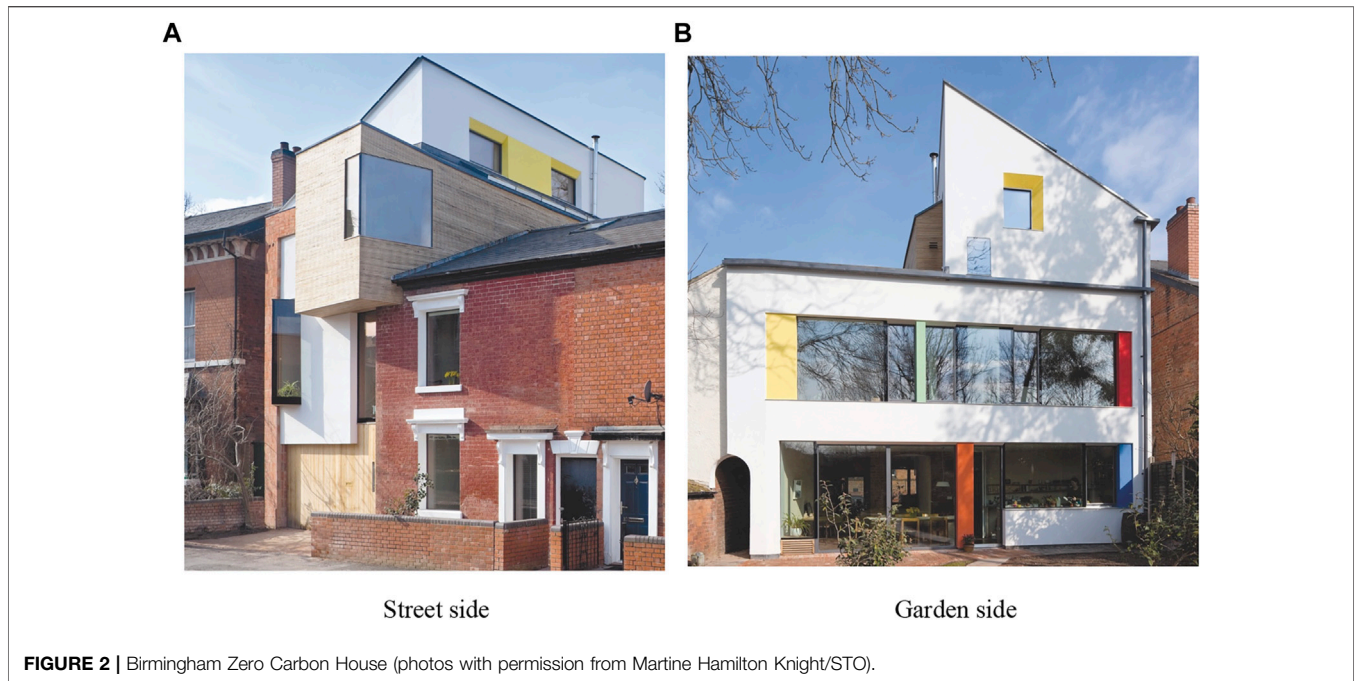 A
B
Street side
Garden side
FIGURE 2 | Birmingham Zero Carbon House (photos with permission from Martine Hamilton Knight/STO).